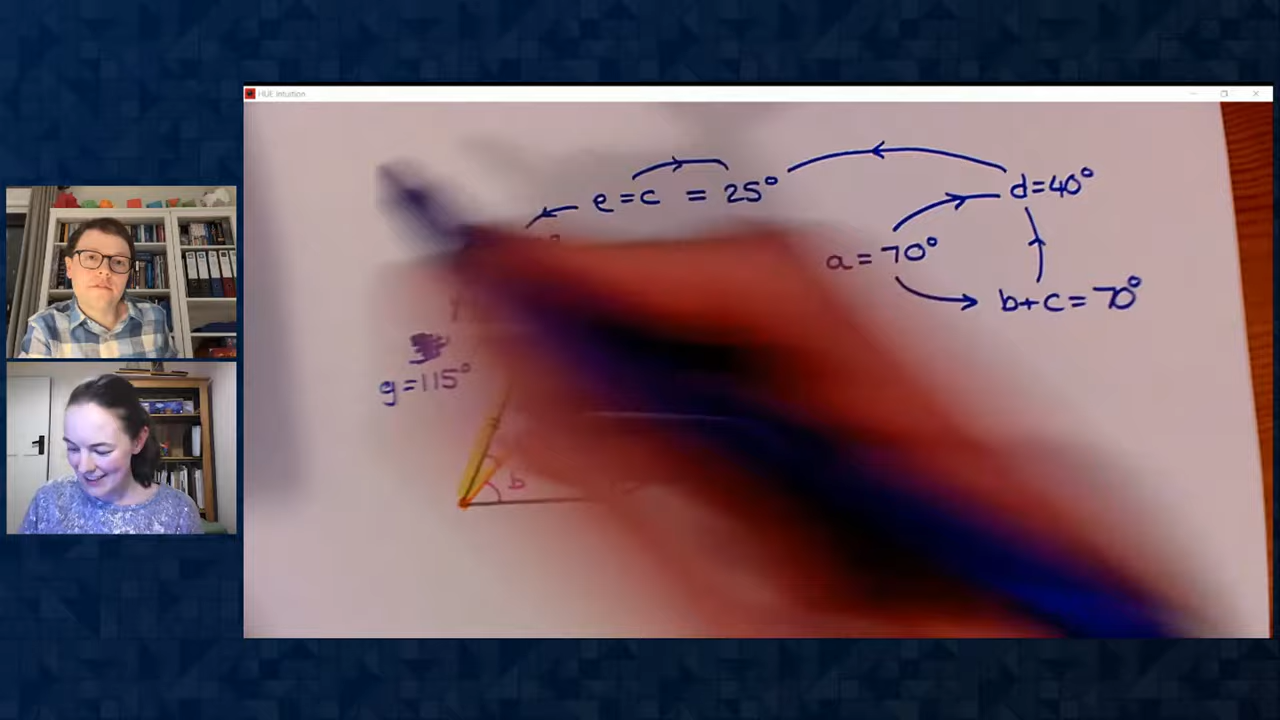 HUE Intuition
e=c = 25°
d=40°
a=70°
b+c=70°
g=115°
b